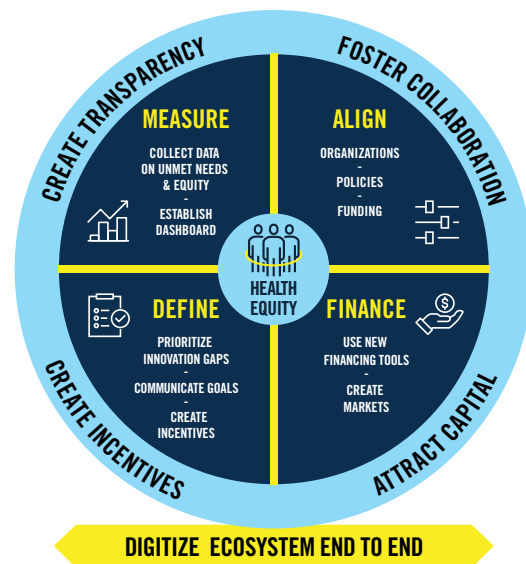 CREATE TRANSPARENCY
FOSTER COLLABORATION
MEASURE
COLLECT DATA
ON UNMET NEEDS
& EQUITY
-
ESTABLISH
DASHBOARD
ALIGN
ORGANIZATIONS
-
POLICIES
-
FUNDING
HEALTH
EQUITY
DEFINE
PRIORITIZE
INNOVATION GAPS
-
COMMUNICATE GOALS
-
CREATE
INCENTIVES
FINANCE
$
USE NEW
FINANCING TOOLS
-
CREATE
MARKETS
CREATE INCENTIVES
ATTRACT CAPITAL
DIGITIZE ECOSYSTEM END TO END